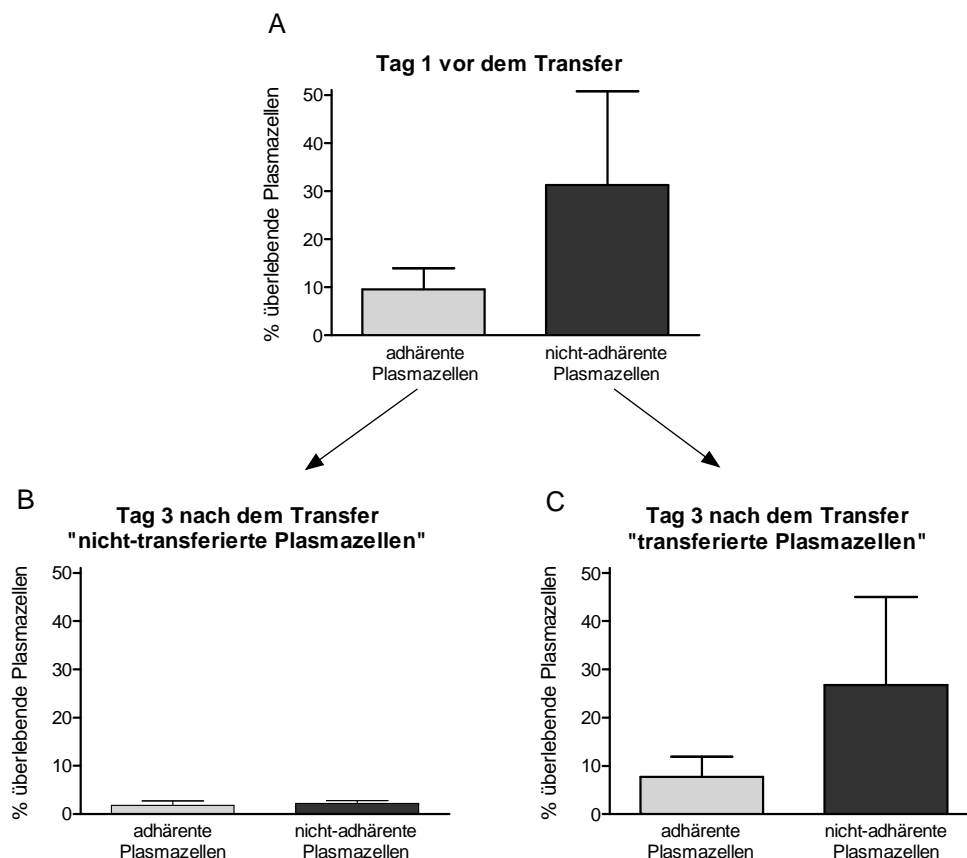 A
Tag 1 vor dem Transfer
% überlebende Plasmazellen
50
40
30
20
10
0
adhärente
Plasmazellen
nicht-adhärente
Plasmazellen
B
Tag 3 nach dem Transfer
"nicht-transferierte Plasmazellen"
% überlebende Plasmazellen
50
40
30
20
10
0
adhärente
Plasmazellen
nicht-adhärente
Plasmazellen
C
Tag 3 nach dem Transfer
"transferierte Plasmazellen"
% überlebende Plasmazellen
50
40
30
20
10
0
adhärente
Plasmazellen
nicht-adhärente
Plasmazellen